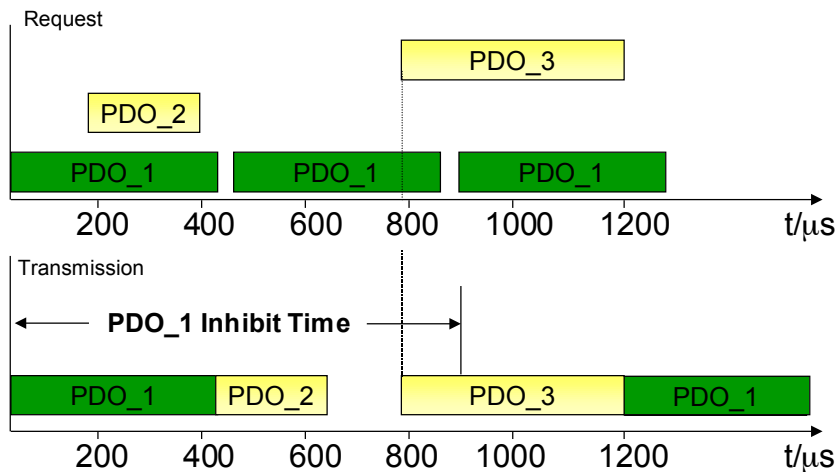 Request
PDO_3
PDO_2
PDO_1 PDO_1 PDO_1
200 400 600 800 1000 1200 t/μs
Transmission
PDO_1 Inhibit Time
PDO_1 PDO_2 PDO_3 PDO_1
200 400 600 800 1000 1200 t/μs